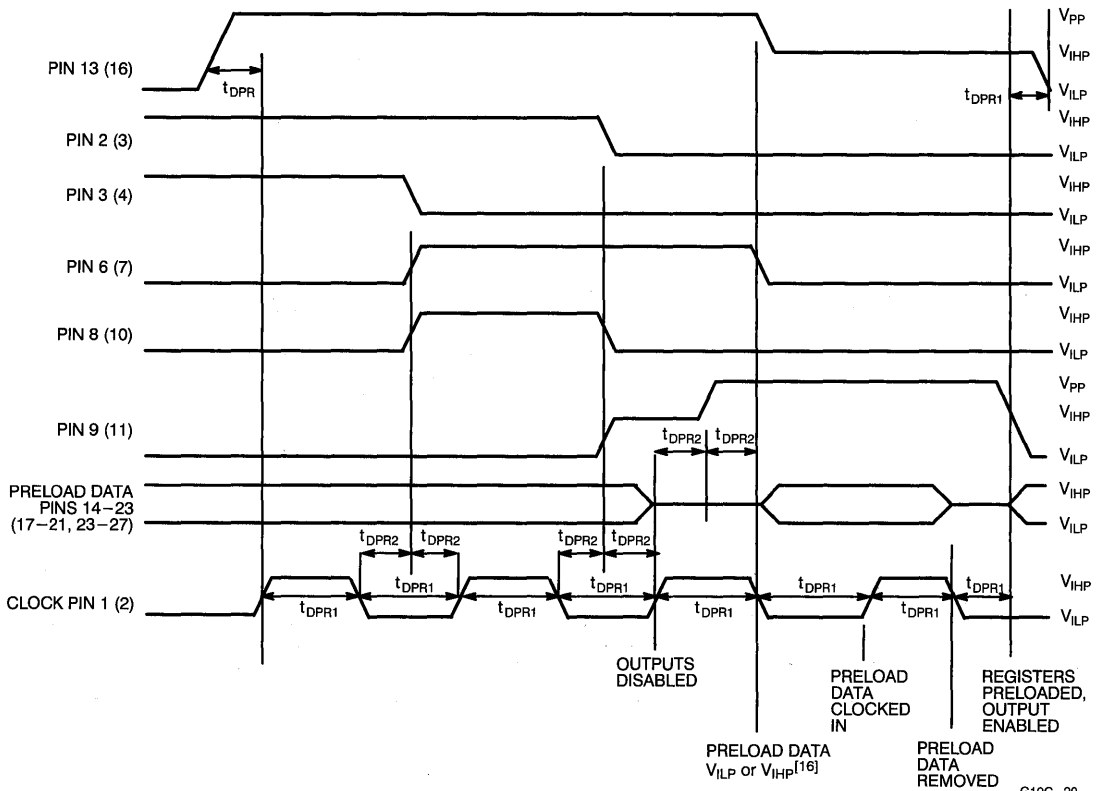 V_PP
PIN 13 (16)
V_IHP
t_DPR
t_DPR1
V_ILP
V_IHP
PIN 2 (3)
V_ILP
PIN 3 (4)
V_IHP
V_ILP
PIN 6 (7)
V_IHP
V_ILP
PIN 8 (10)
V_IHP
V_ILP
V_PP
V_IHP
PIN 9 (11)
t_DPR2 t_DPR2
V_ILP
PRELOAD DATA
PINS 14–23
(17–21, 23–27)
V_IHP
V_ILP
t_DPR2 t_DPR2 t_DPR2 t_DPR2
CLOCK PIN 1 (2)
t_DPR1 t_DPR1 t_DPR1 t_DPR1 t_DPR1 t_DPR1 t_DPR1 t_DPR1
V_IHP
V_ILP
OUTPUTS
DISABLED
PRELOAD
DATA
CLOCKED
IN
REGISTERS
PRELOADED,
OUTPUT
ENABLED
PRELOAD DATA
V_ILP or V_IHP[16]
PRELOAD
DATA
REMOVED